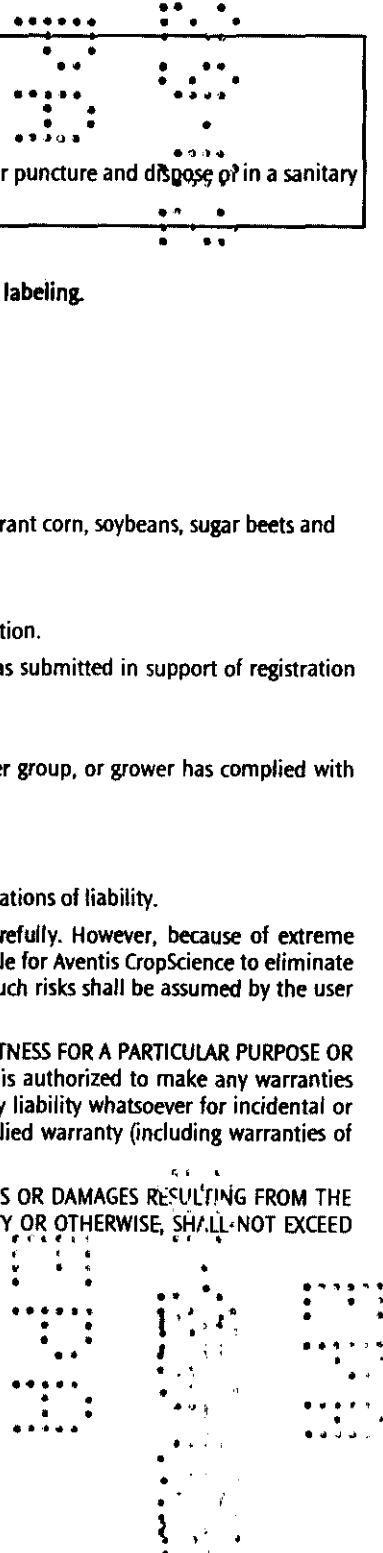 r puncture and dispose of in a sanitary
labeling.
rant corn, soybeans, sugar beets and
tion.
as submitted in support of registration
er group, or grower has complied with
ations of liability.
refully. However, because of extreme
le for Aventis CropScience to eliminate
uch risks shall be assumed by the user
TNESS FOR A PARTICULAR PURPOSE OR
is authorized to make any warranties
y liability whatsoever for incidental or
lied warranty (including warranties of
S OR DAMAGES RESULTING FROM THE
Y OR OTHERWISE, SHALL NOT EXCEED